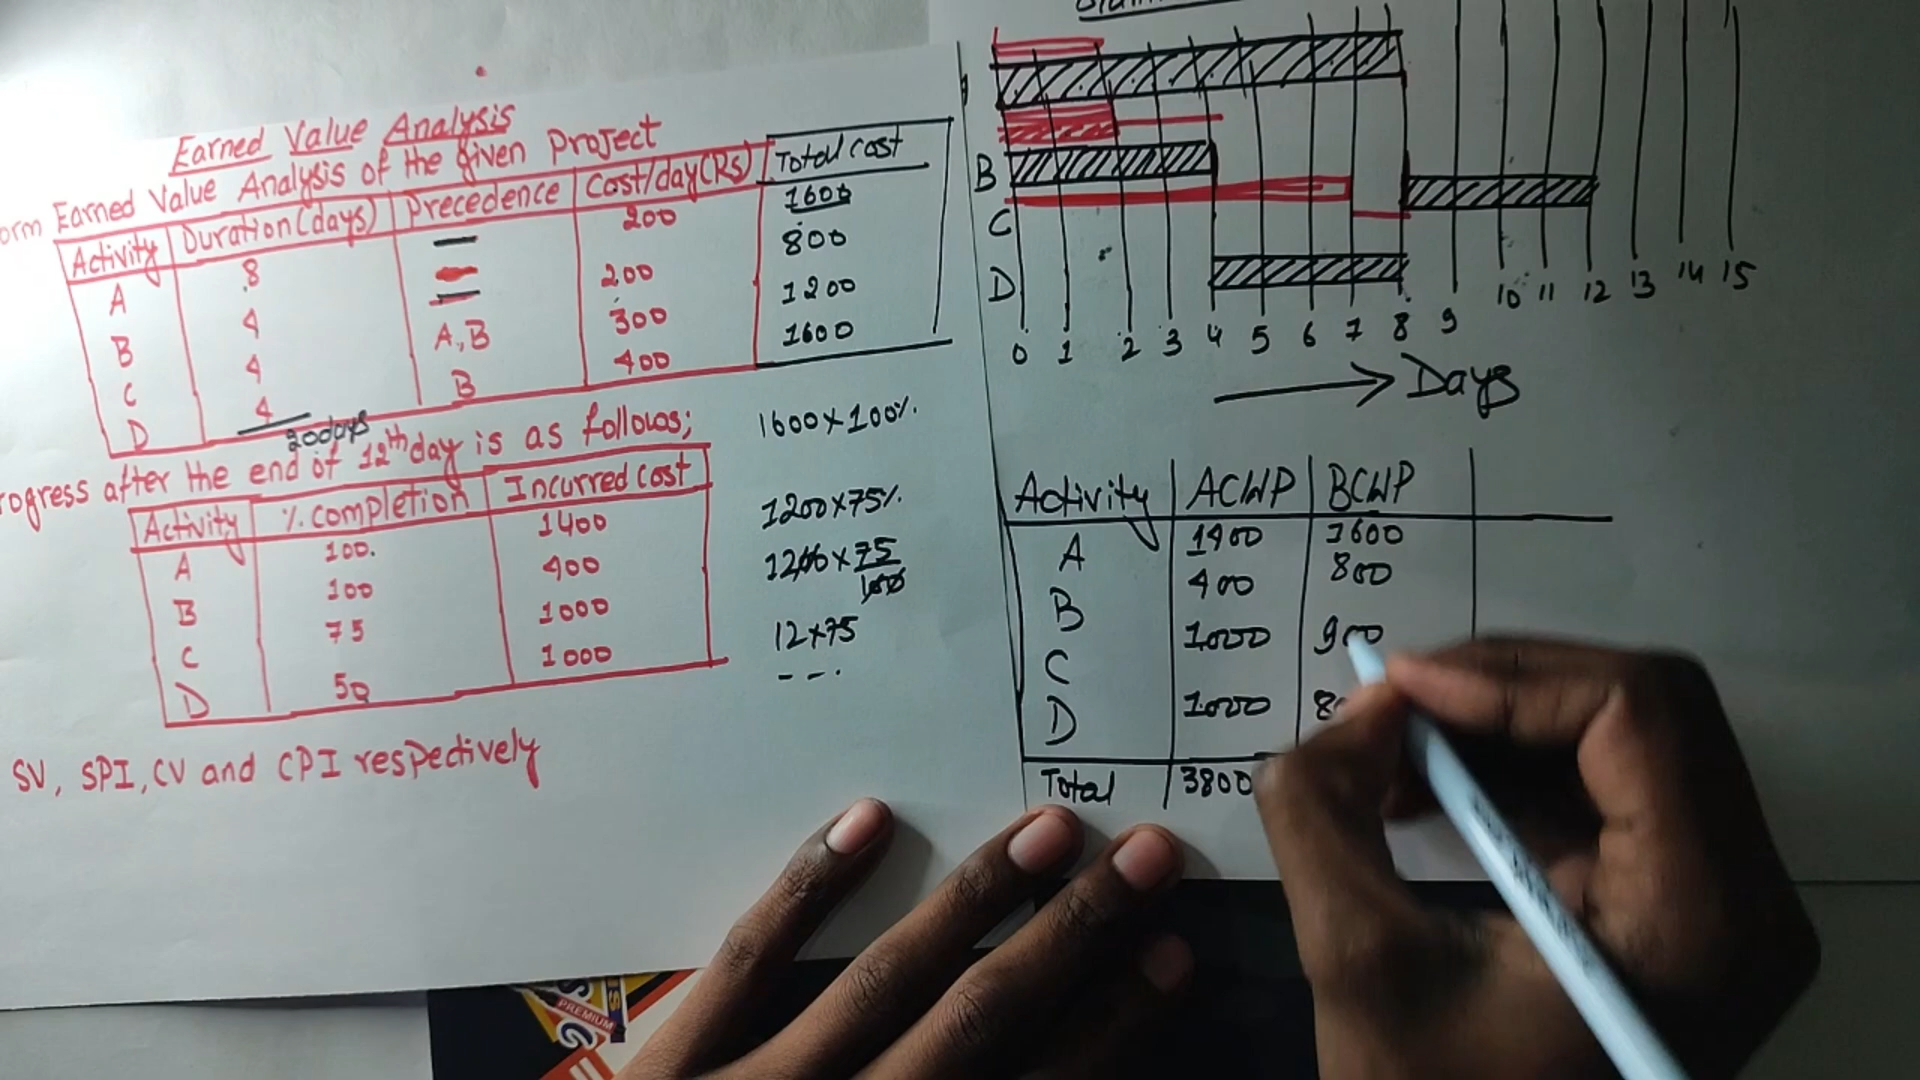 Earned Value Analysis
orm Earned Value Analysis of the given Project
Activity Duration(days) Precedence Cost/day(Rs) Total cost
A 8 — 200 1600
B 4 — 200 800
C 4 A,B 300 1200
D 4 B 400 1600
20days
rogress after the end of 12th day is as follows;
Activity % completion Incurred cost
A 100. 1400
B 100 400
C 75 1000
D 50 1000
SV, SPI, CV and CPI respectively
1600 x 100%
1200 x 75%
1200 x 75
100
12 x 75
B
C
D
0 1 2 3 4 5 6 7 8 9 10 11 12 13 14 15
Days
Activity ACWP BCWP
A 1400 1600
B 400 800
C 1000 900
D 1000
Total 3800
PREMIUM